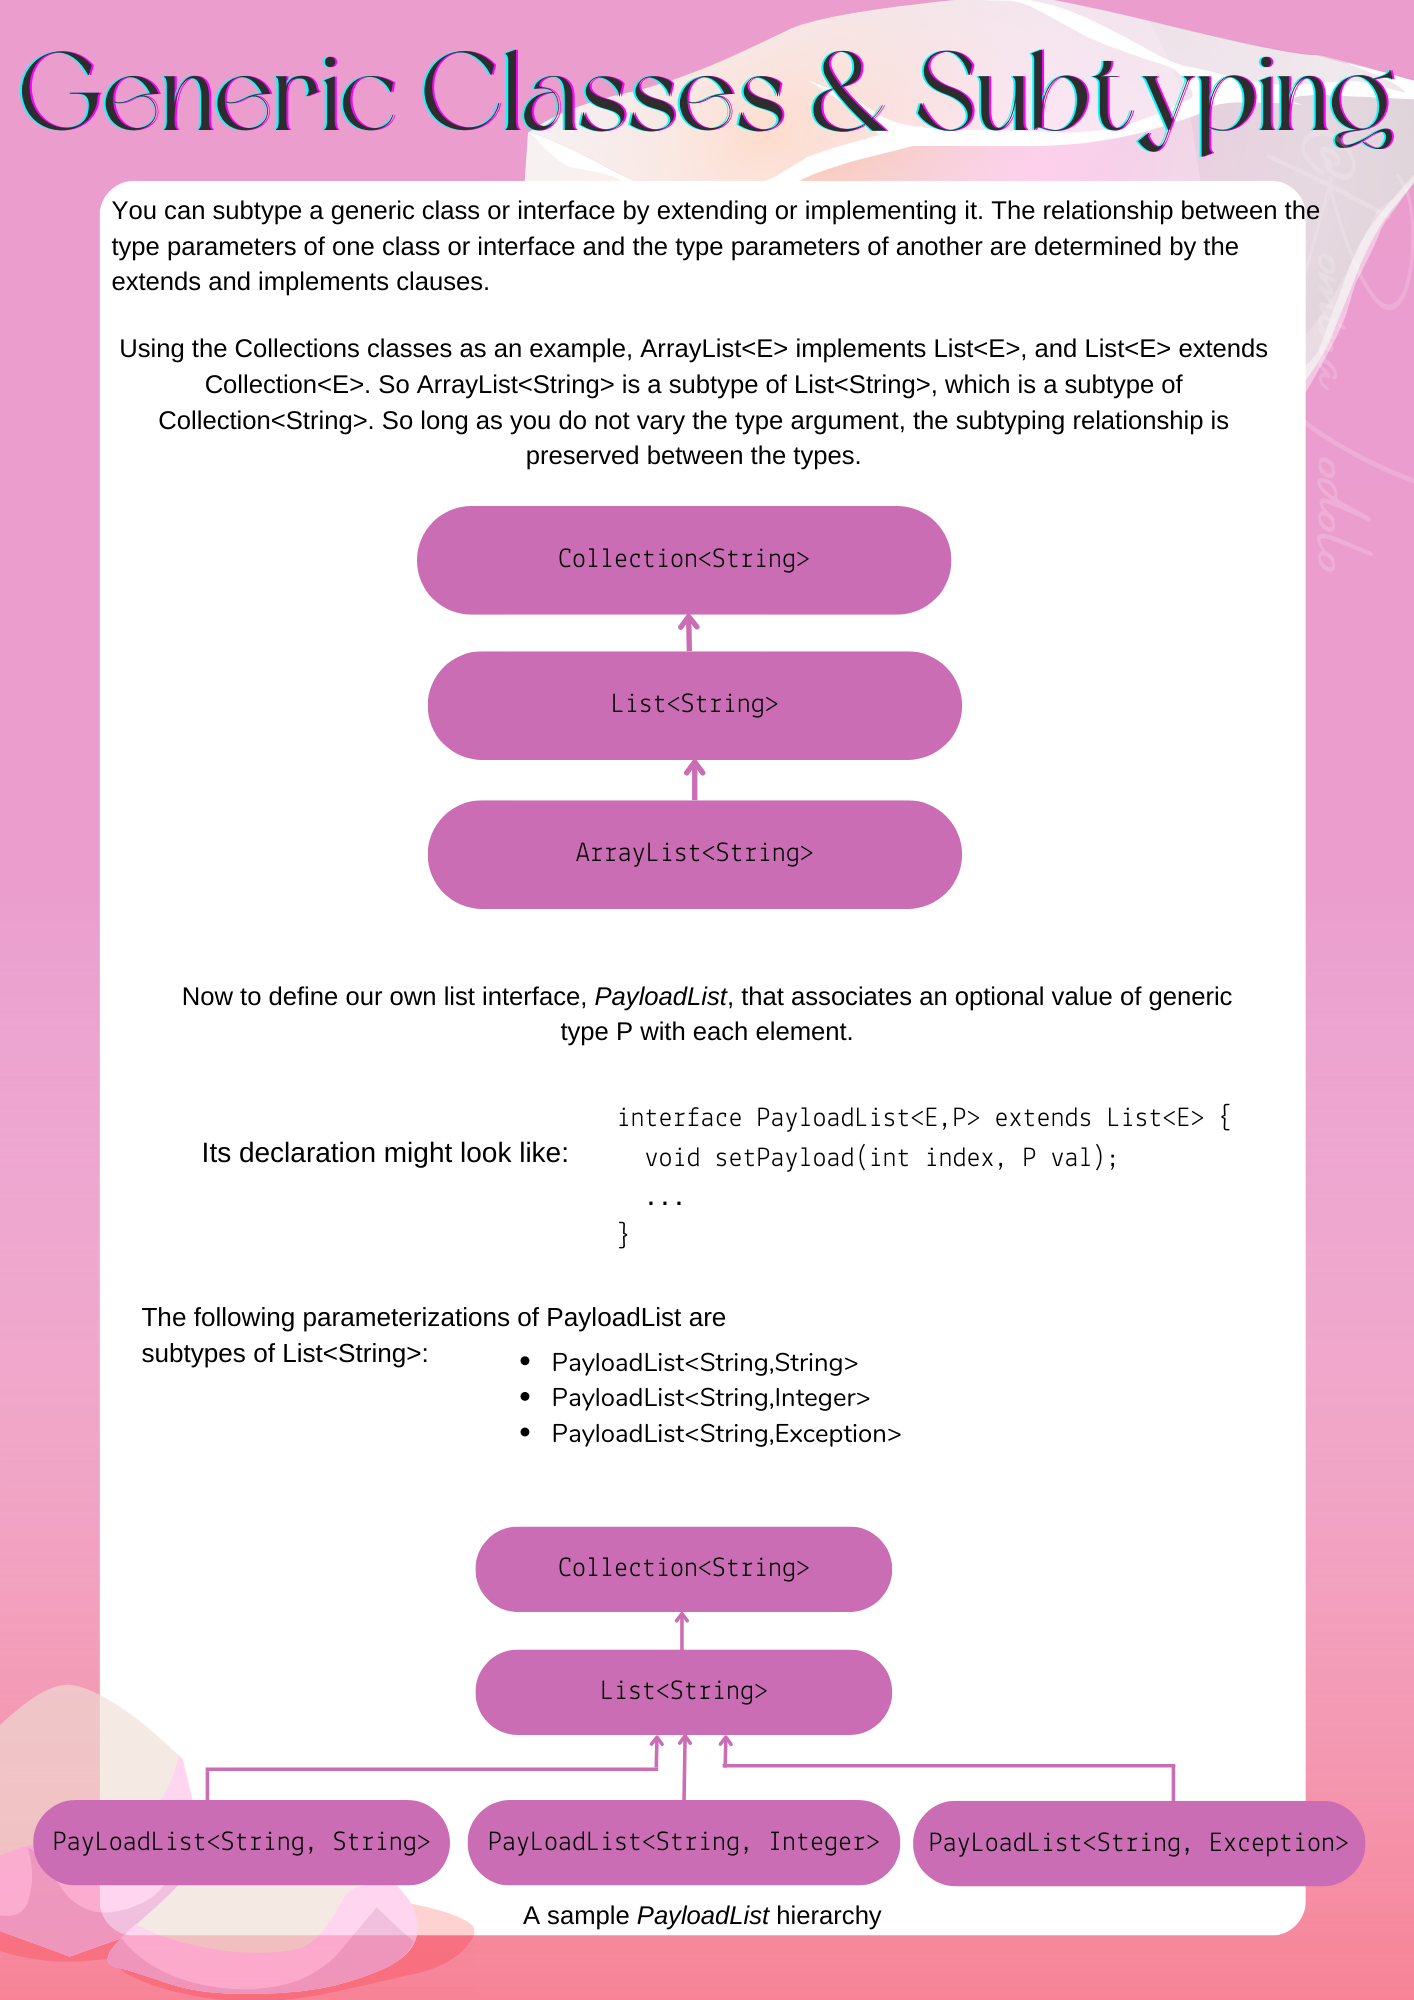 Generic Classes & Subtyping
You can subtype a generic class or interface by extending or implementing it. The relationship between the
type parameters of one class or interface and the type parameters of another are determined by the
extends and implements clauses.
Using the Collections classes as an example, ArrayList<E> implements List<E>, and List<E> extends
Collection<E>. So ArrayList<String> is a subtype of List<String>, which is a subtype of
Collection<String>. So long as you do not vary the type argument, the subtyping relationship is
preserved between the types.
Collection<String>
List<String>
ArrayList<String>
Now to define our own list interface, PayloadList, that associates an optional value of generic
type P with each element.
Its declaration might look like:
interface PayloadList<E,P> extends List<E> {
void setPayload(int index, P val);
...
}
The following parameterizations of PayloadList are
subtypes of List<String>:
• PayloadList<String,String>
• PayloadList<String,Integer>
• PayloadList<String,Exception>
Collection<String>
List<String>
PayLoadList<String, String>
PayLoadList<String, Integer>
PayLoadList<String, Exception>
A sample PayloadList hierarchy